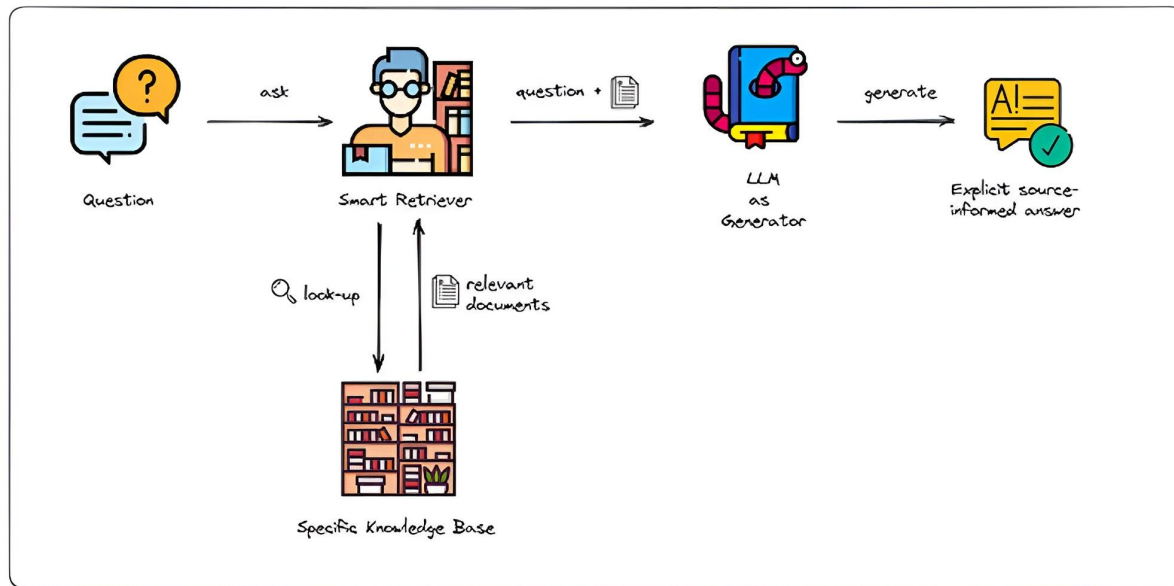 ?
ask
question +
generate
A!
Question
Smart Retriever
LLM
as
Generator
Explicit source-
informed answer
look-up
relevant
documents
Specific Knowledge Base